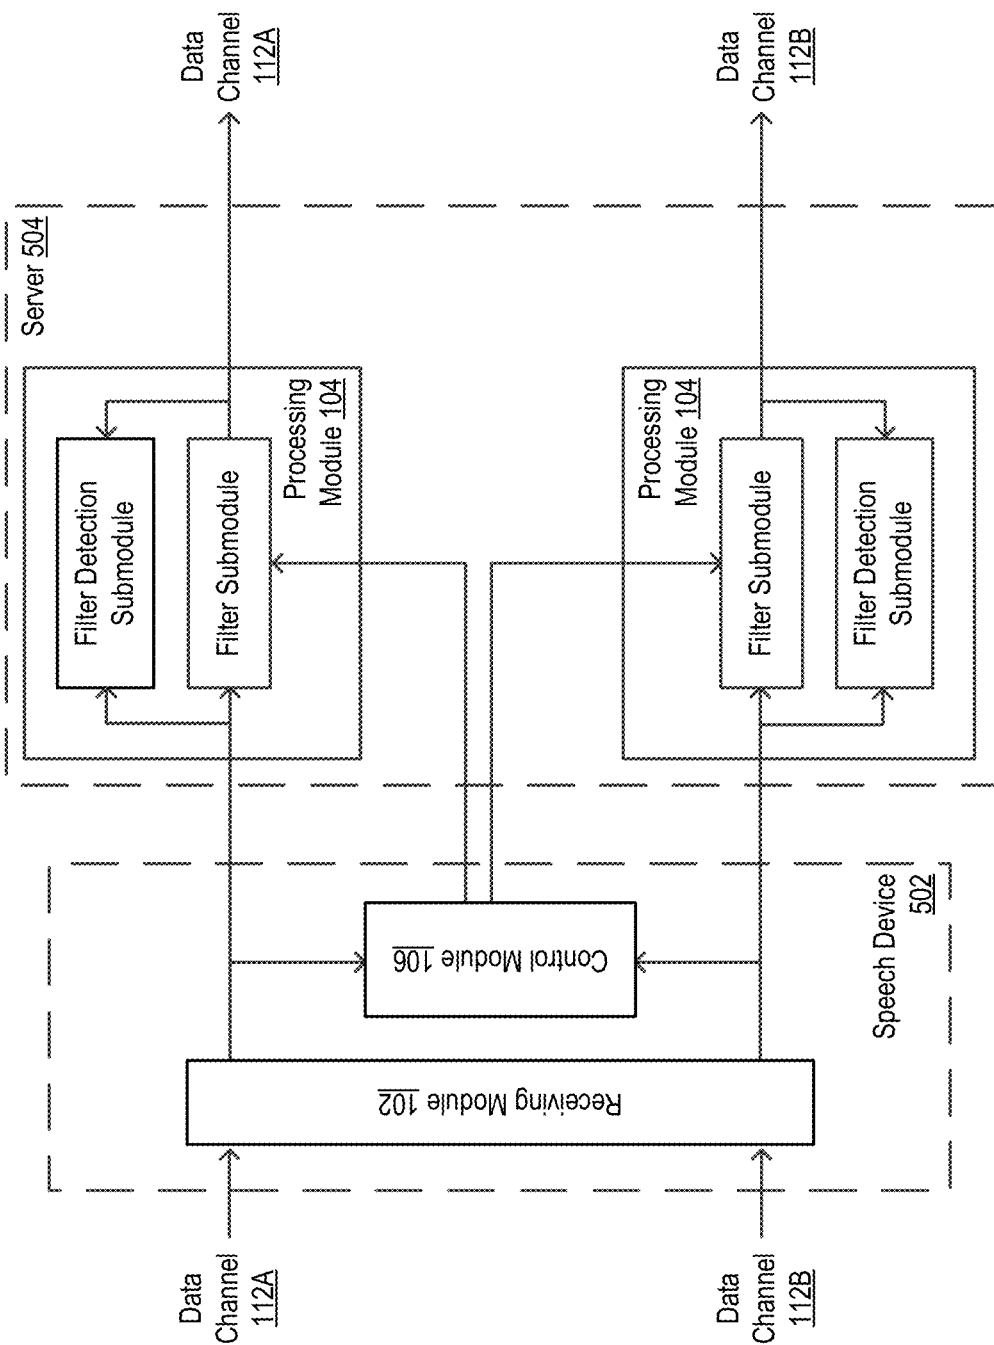 Data
Channel
112A
Data
Channel
112B
Receiving Module 102
Control Module 106
Speech Device
502
Server 504
Filter Detection
Submodule
Filter Submodule
Processing
Module 104
Processing
Module 104
Filter Submodule
Filter Detection
Submodule
Data
Channel
112A
Data
Channel
112B